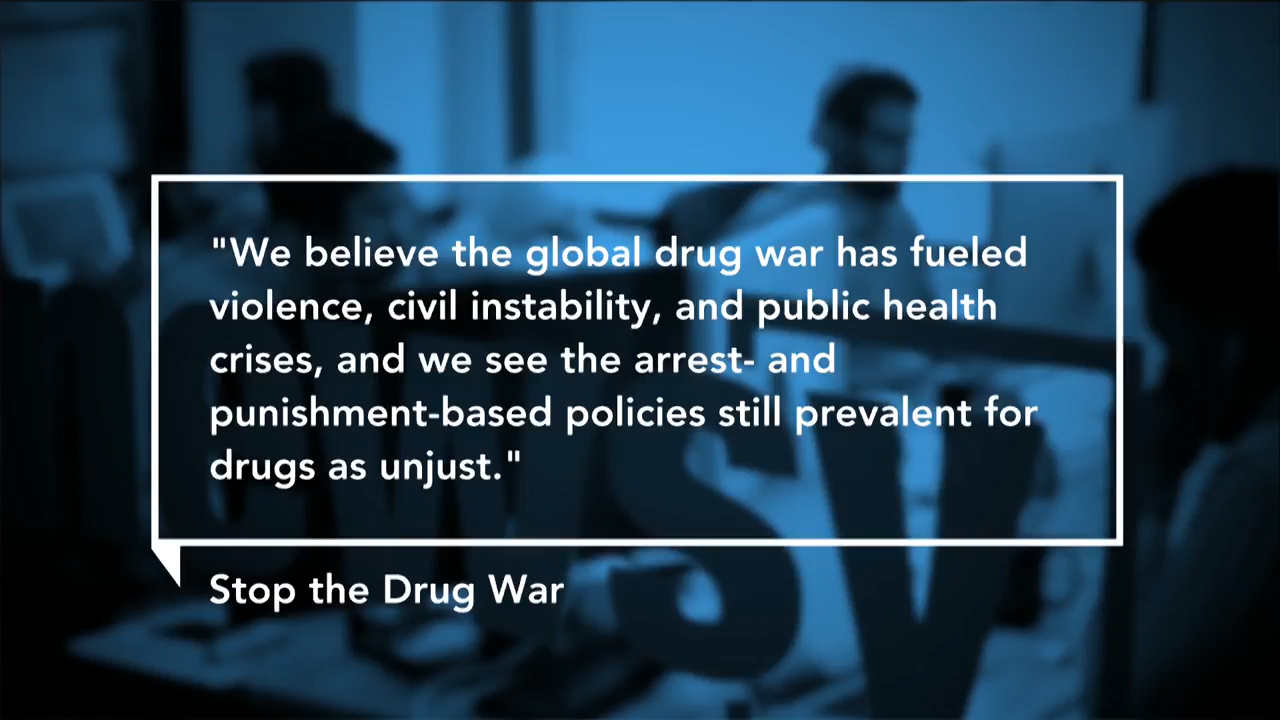 "We believe the global drug war has fueled
violence, civil instability, and public health
crises, and we see the arrest- and
punishment-based policies still prevalent for
drugs as unjust."
Stop the Drug War